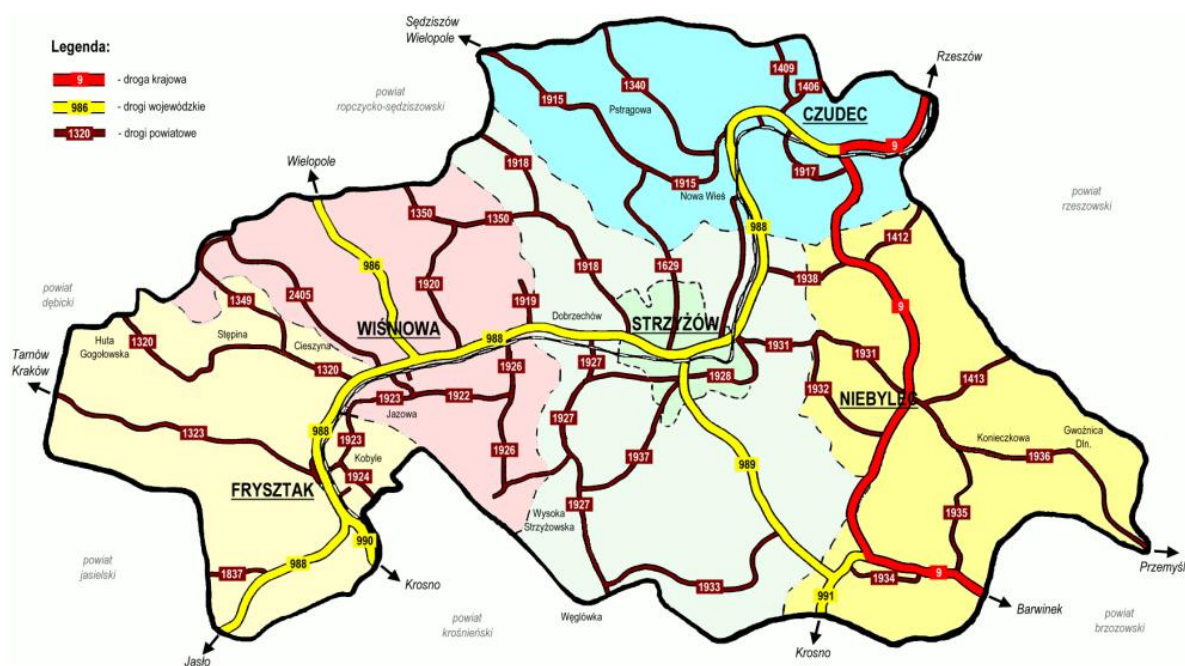 Legenda:
9 - droga krajowa
986 - drogi wojewódzkie
1320 - drogi powiatowe
Sędziszów
Wielopole
Rzeszów
powiat
ropczycko-sędziszowski
1409
1406
1340
1915
Pstrągowa
CZUDEC
9
Wielopole
1918
1915
1917
Nowa Wieś
powiat
rzeszowski
1350
1350
988
1412
986
1918
1629
1938
powiat
dębicki
1349
2405
1920
1919
9
Dobrzechów
STRZYŻÓW
WIŚNIOWA
988
Huta
Gogołowska
1320
Stępina
Cieszyna
1320
1931
1931
Tarnów
Kraków
1926
1927
1928
1932
1413
1923
1922
NIEBYLEC
Jazowa
988
1323
1923
1927
Gwoźnica
Dln.
Konieczkowa
1926
1937
1936
Kobyle
1924
989
FRYSZTAK
1927
1935
Wysoka
Strzyżowska
990
powiat
jasielski
988
1837
Krosno
Przemyśl
1934
9
1933
991
Węglówka
powiat
krośnieński
Barwinek
powiat
brzozowski
Krosno
Jasło